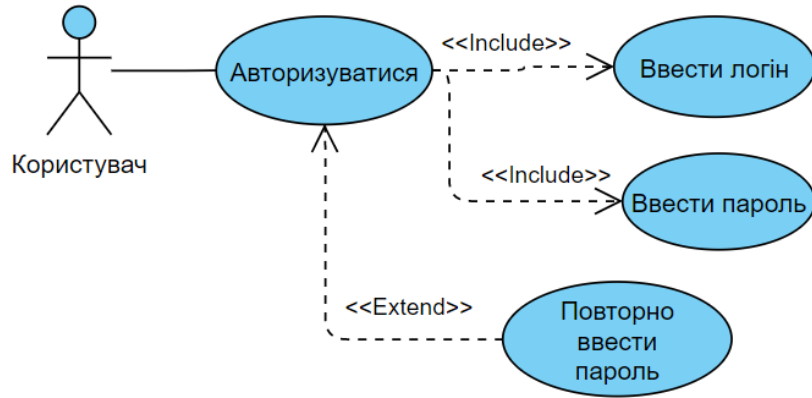 <<Include>>
Авторизуватися
Ввести логін
Користувач
<<Include>>
Ввести пароль
<<Extend>>
Повторно
ввести
пароль